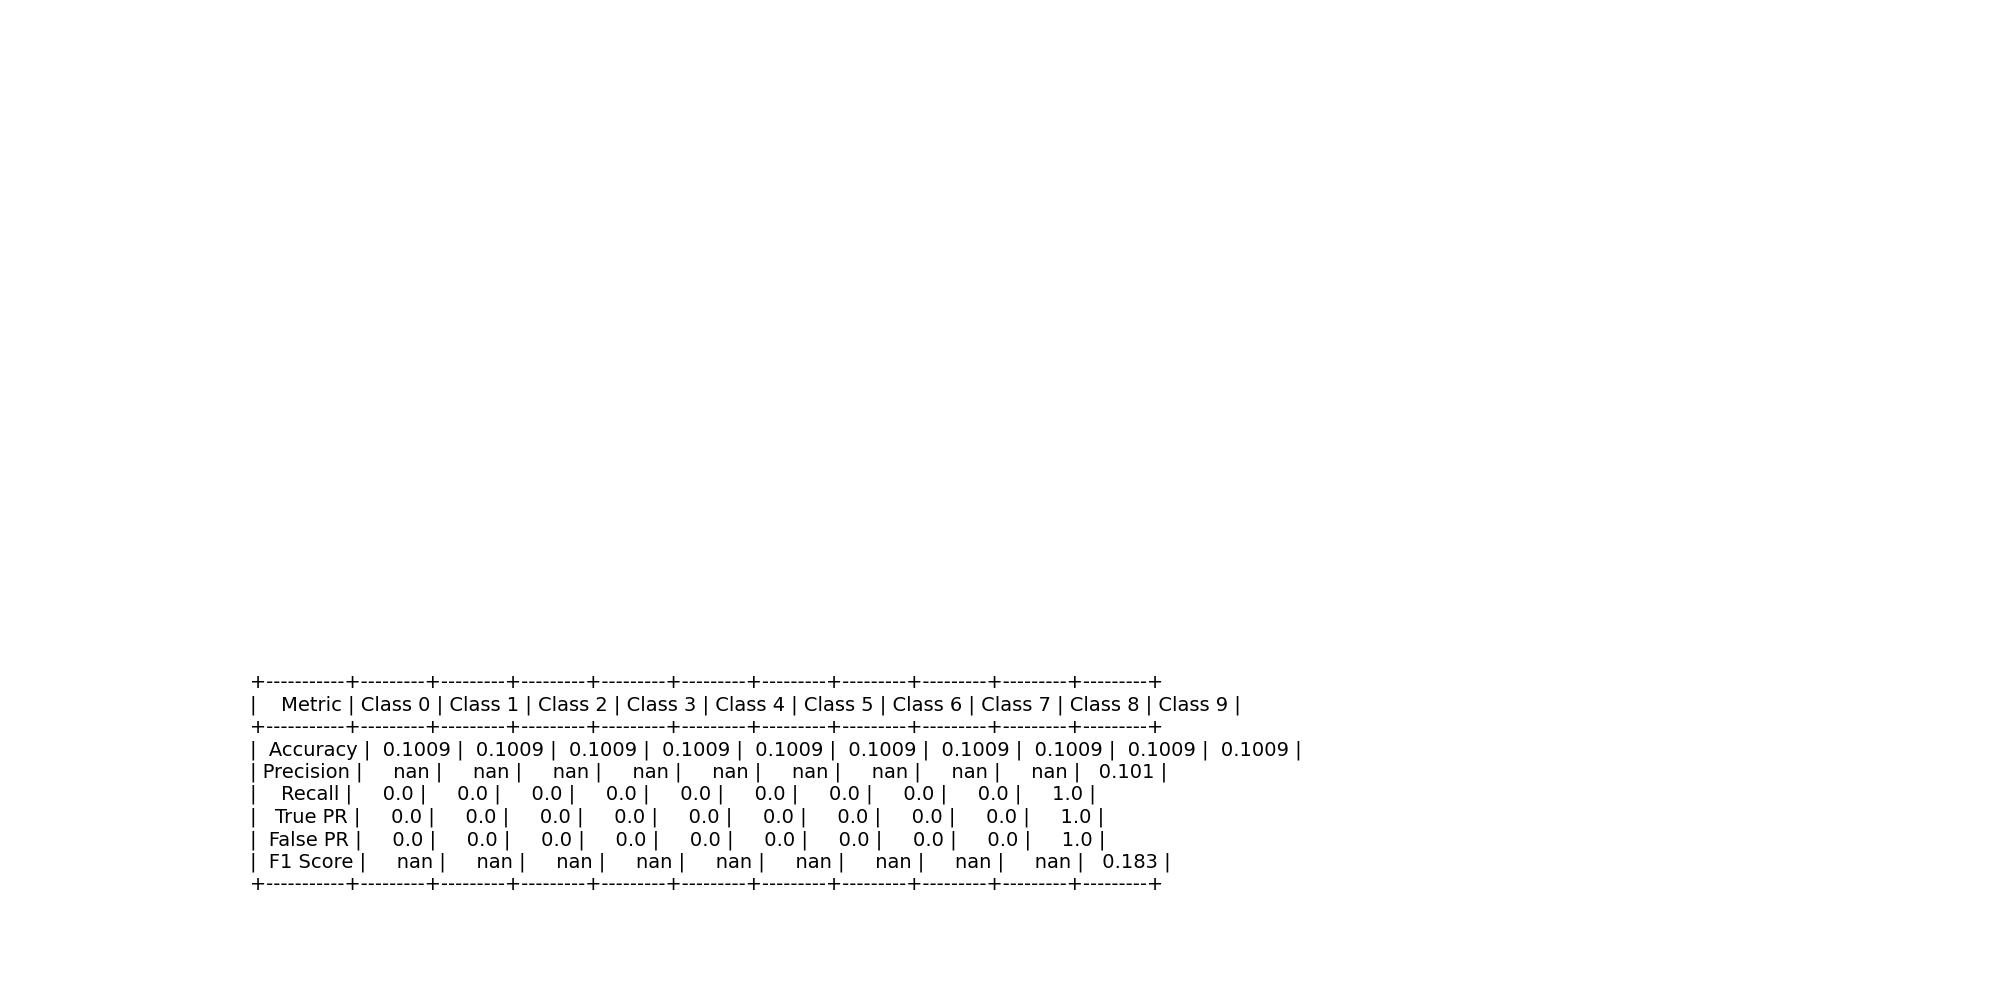 +-----------+---------+---------+---------+---------+---------+---------+---------+---------+---------+---------+
|    Metric | Class 0 | Class 1 | Class 2 | Class 3 | Class 4 | Class 5 | Class 6 | Class 7 | Class 8 | Class 9 |
+-----------+---------+---------+---------+---------+---------+---------+---------+---------+---------+---------+
|  Accuracy |  0.1009 |  0.1009 |  0.1009 |  0.1009 |  0.1009 |  0.1009 |  0.1009 |  0.1009 |  0.1009 |  0.1009 |
| Precision |     nan |     nan |     nan |     nan |     nan |     nan |     nan |     nan |     nan |   0.101 |
|    Recall |     0.0 |     0.0 |     0.0 |     0.0 |     0.0 |     0.0 |     0.0 |     0.0 |     0.0 |     1.0 |
|   True PR |     0.0 |     0.0 |     0.0 |     0.0 |     0.0 |     0.0 |     0.0 |     0.0 |     0.0 |     1.0 |
|  False PR |     0.0 |     0.0 |     0.0 |     0.0 |     0.0 |     0.0 |     0.0 |     0.0 |     0.0 |     1.0 |
|  F1 Score |     nan |     nan |     nan |     nan |     nan |     nan |     nan |     nan |     nan |   0.183 |
+-----------+---------+---------+---------+---------+---------+---------+---------+---------+---------+---------+